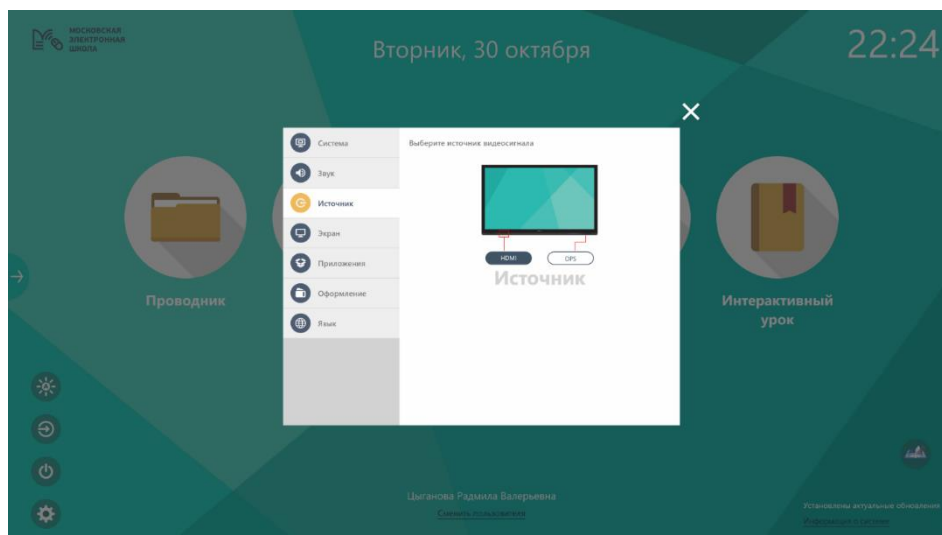 МОСКОВСКАЯ
ЭЛЕКТРОННАЯ
ШКОЛА
Вторник, 30 октября
22:24
Система
Звук
Источник
Экран
Приложения
Оформление
Язык
Выберите источник видеосигнала
HDMI
OPS
Источник
Проводник
Интерактивный
урок
Цыганова Радмила Валерьевна
Сменить пользователя
Установлены актуальные обновления
Информация о системе